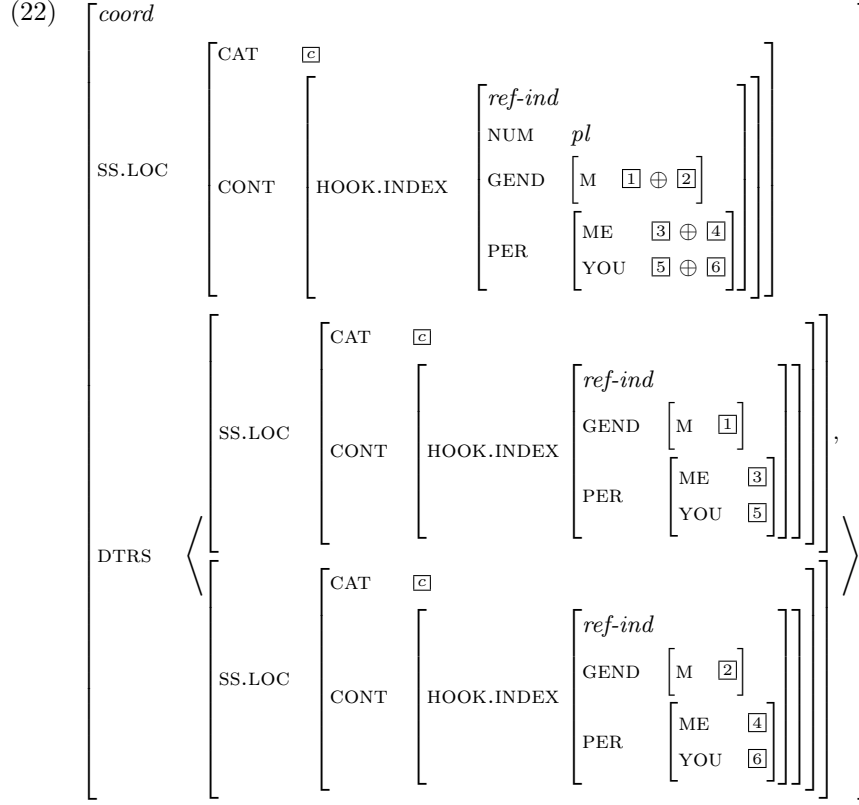 (22)
coord
CAT c
ref-ind
NUM pl
SS.LOC
GEND M 1 ⊕ 2
CONT HOOK.INDEX
ME 3 ⊕ 4
PER
YOU 5 ⊕ 6
CAT c
ref-ind
GEND M 1
SS.LOC
CONT HOOK.INDEX ,
ME 3
PER
YOU 5
DTRS
CAT c
ref-ind
GEND M 2
SS.LOC
CONT HOOK.INDEX
ME 4
PER
YOU 6